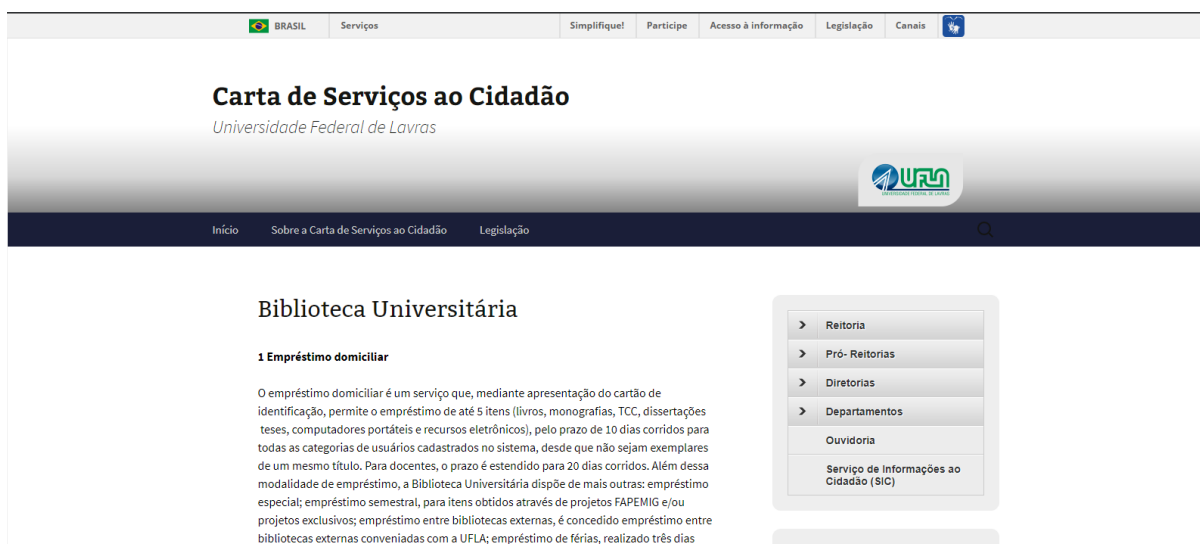 BRASIL Serviços Simplifique! Participe Acesso à informação Legislação Canais
Carta de Serviços ao Cidadão
Universidade Federal de Lavras
UFLA
UNIVERSIDADE FEDERAL DE LAVRAS
Início Sobre a Carta de Serviços ao Cidadão Legislação
Biblioteca Universitária
1 Empréstimo domiciliar
O empréstimo domiciliar é um serviço que, mediante apresentação do cartão de
identificação, permite o empréstimo de até 5 itens (livros, monografias, TCC, dissertações
teses, computadores portáteis e recursos eletrônicos), pelo prazo de 10 dias corridos para
todas as categorias de usuários cadastrados no sistema, desde que não sejam exemplares
de um mesmo título. Para docentes, o prazo é estendido para 20 dias corridos. Além dessa
modalidade de empréstimo, a Biblioteca Universitária dispõe de mais outras: empréstimo
especial; empréstimo semestral, para itens obtidos através de projetos FAPEMIG e/ou
projetos exclusivos; empréstimo entre bibliotecas externas, é concedido empréstimo entre
bibliotecas externas conveniadas com a UFLA; empréstimo de férias, realizado três dias
Reitoria
Pró- Reitorias
Diretorias
Departamentos
Ouvidoria
Serviço de Informações ao
Cidadão (SIC)